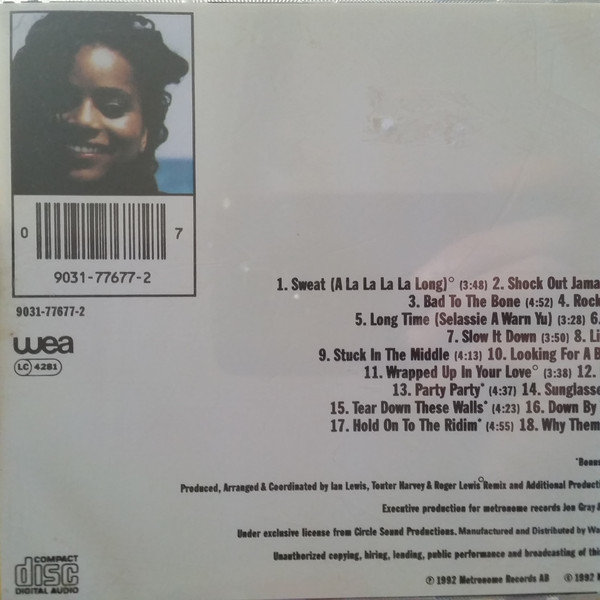 0 7
9031-77677-2
9031-77677-2
wea
LC 4281
1. Sweat (A La La La La Long)° (3:48) 2. Shock Out Jama
3. Bad To The Bone (4:52) 4. Rock
5. Long Time (Selassie A Warn Yu) (3:28) 6.
7. Slow It Down (3:50) 8. Li
9. Stuck In The Middle (4:13) 10. Looking For A B
11. Wrapped Up In Your Love° (3:38) 12.
13. Party Party* (4:37) 14. Sunglasse
15. Tear Down These Walls* (4:23) 16. Down By
17. Hold On To The Ridim* (4:55) 18. Why Them
*Bonus
Produced, Arranged & Coordinated by Ian Lewis, Touter Harvey & Roger Lewis °Remix and Additional Producti
Executive production for metronome records Jon Gray &
Under exclusive license from Circle Sound Productions. Manufactured and Distributed by Wa
Unauthorized copying, hiring, lending, public performance and broadcasting of this
COMPACT
disc
DIGITAL AUDIO
℗ 1992 Metronome Records AB © 1992 M